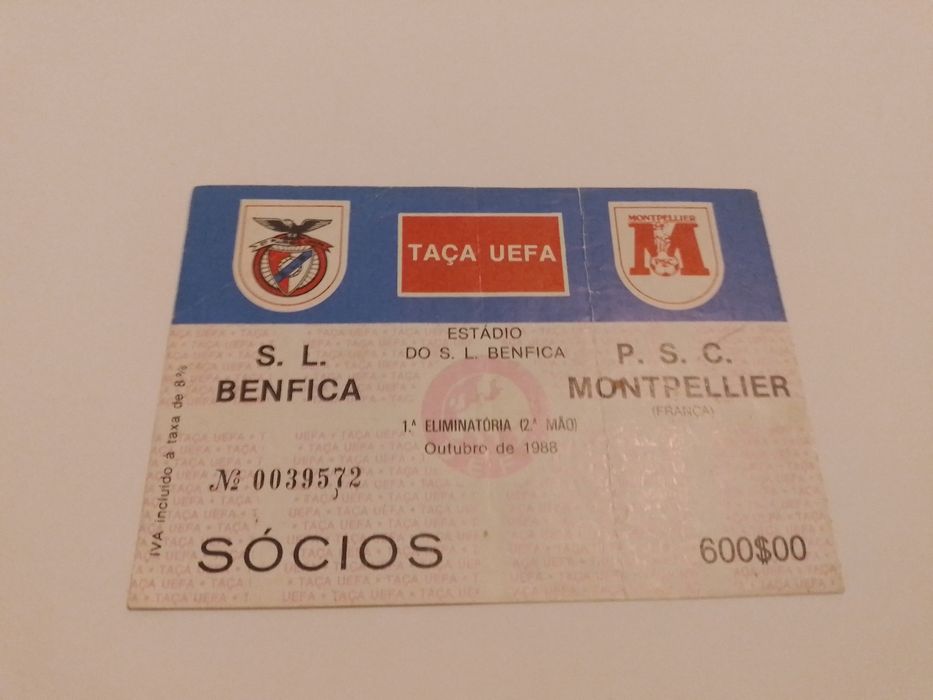 MONTPELLIER
M
TAÇA UEFA
ESTÁDIO
DO S. L. BENFICA
S. L.
BENFICA
P. S. C.
MONTPELLIER
(FRANÇA)
1.ª ELIMINATÓRIA (2.ª MÃO)
Outubro de 1988
Nº 0039572
IVA incluído à taxa de 8%
SÓCIOS
600$00